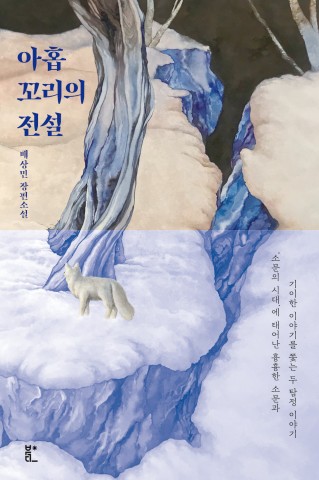 아홉
꼬리의
전설
배상민 장편소설
'소문의 시대'에 태어난 흉흉한 소문과
기이한 이야기를 쫓는 두 탐정 이야기
북다